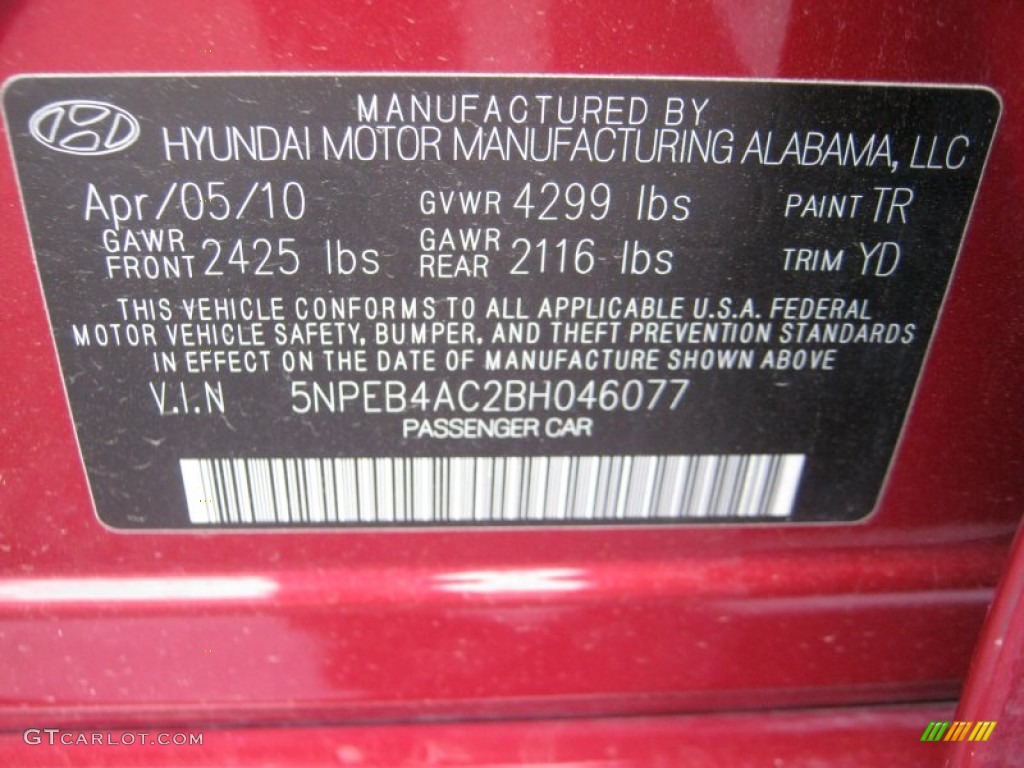 MANUFACTURED BY
HYUNDAI MOTOR MANUFACTURING ALABAMA, LLC
Apr/05/10 GVWR 4299 lbs PAINT TR
GAWR FRONT 2425 lbs GAWR REAR 2116 lbs TRIM YD
THIS VEHICLE CONFORMS TO ALL APPLICABLE U.S.A. FEDERAL
MOTOR VEHICLE SAFETY, BUMPER, AND THEFT PREVENTION STANDARDS
IN EFFECT ON THE DATE OF MANUFACTURE SHOWN ABOVE
V.I.N 5NPEB4AC2BH046077
PASSENGER CAR
GTCARLOT.COM